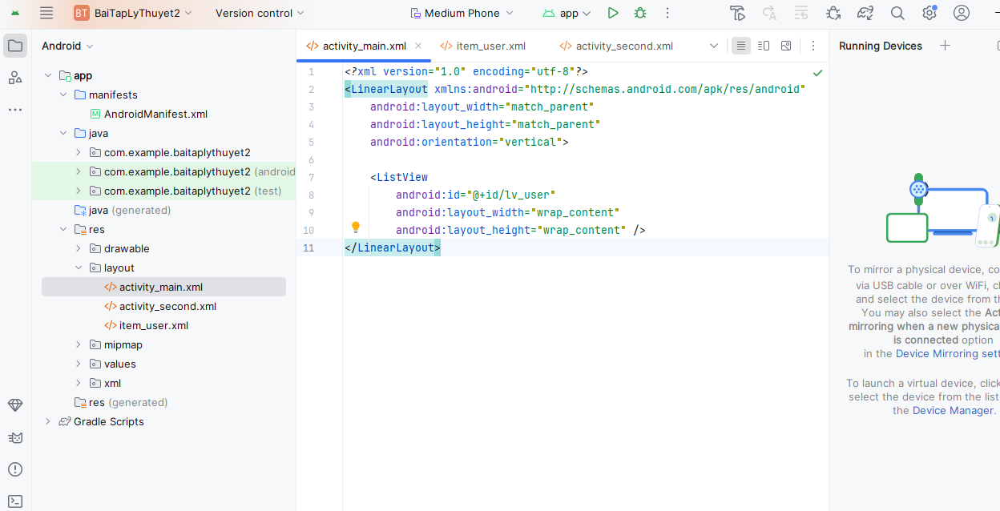 BT BaiTapLyThuyet2 Version control Medium Phone app
Android
app
manifests
AndroidManifest.xml
java
com.example.baitaplythuyet2
com.example.baitaplythuyet2 (android
com.example.baitaplythuyet2 (test)
java (generated)
res
drawable
layout
activity_main.xml
activity_second.xml
item_user.xml
mipmap
values
xml
res (generated)
Gradle Scripts
activity_main.xml item_user.xml activity_second.xml
1 <?xml version="1.0" encoding="utf-8"?>
2 <LinearLayout xmlns:android="http://schemas.android.com/apk/res/android"
3 android:layout_width="match_parent"
4 android:layout_height="match_parent"
5 android:orientation="vertical">
6
7 <ListView
8 android:id="@+id/lv_user"
9 android:layout_width="wrap_content"
10 android:layout_height="wrap_content" />
11 </LinearLayout>
Running Devices
To mirror a physical device, co
via USB cable or over WiFi, cl
and select the device from th
You may also select the Act
mirroring when a new physica
is connected option
in the Device Mirroring sett
To launch a virtual device, click
select the device from the list
the Device Manager.